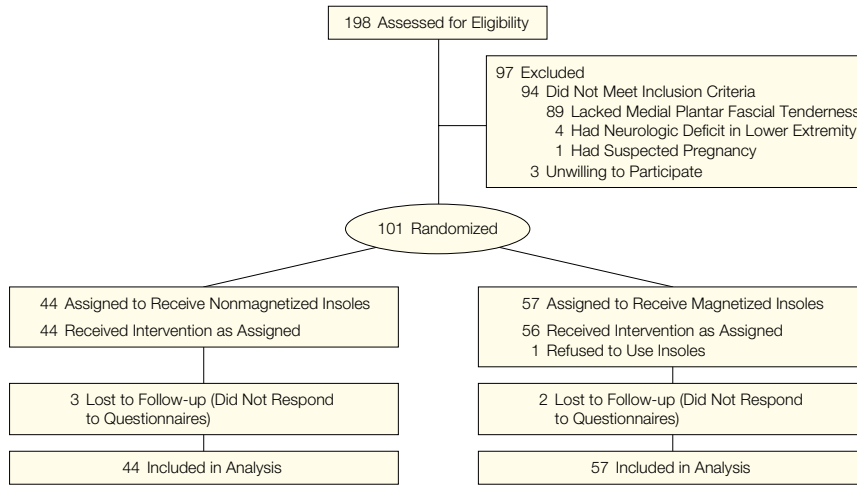 198 Assessed for Eligibility
97 Excluded
94 Did Not Meet Inclusion Criteria
89 Lacked Medial Plantar Fascial Tenderness
4 Had Neurologic Deficit in Lower Extremity
1 Had Suspected Pregnancy
3 Unwilling to Participate
101 Randomized
44 Assigned to Receive Nonmagnetized Insoles
44 Received Intervention as Assigned
57 Assigned to Receive Magnetized Insoles
56 Received Intervention as Assigned
1 Refused to Use Insoles
3 Lost to Follow-up (Did Not Respond
to Questionnaires)
2 Lost to Follow-up (Did Not Respond
to Questionnaires)
44 Included in Analysis
57 Included in Analysis